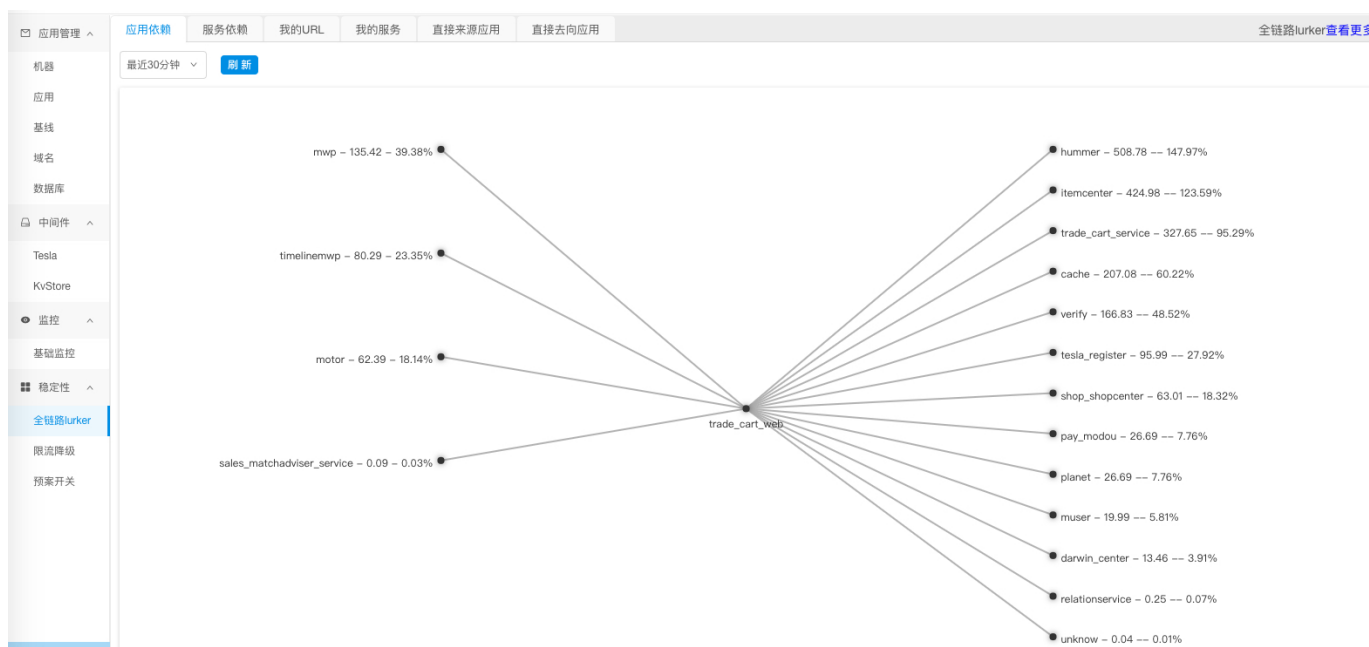 应用管理
机器
应用
基线
域名
数据库
中间件
Tesla
KvStore
监控
基础监控
稳定性
全链路lurker
限流降级
预案开关
应用依赖 服务依赖 我的URL 我的服务 直接来源应用 直接去向应用 全链路lurker查看更多
最近30分钟 刷 新
mwp – 135.42 – 39.38%
timelinemwp – 80.29 – 23.35%
motor – 62.39 – 18.14%
sales_matchadviser_service – 0.09 – 0.03%
trade_cart_web
hummer – 508.78 –– 147.97%
itemcenter – 424.98 –– 123.59%
trade_cart_service – 327.65 –– 95.29%
cache – 207.08 –– 60.22%
verify – 166.83 –– 48.52%
tesla_register – 95.99 –– 27.92%
shop_shopcenter – 63.01 –– 18.32%
pay_modou – 26.69 –– 7.76%
planet – 26.69 –– 7.76%
muser – 19.99 –– 5.81%
darwin_center – 13.46 –– 3.91%
relationservice – 0.25 –– 0.07%
unknow – 0.04 –– 0.01%